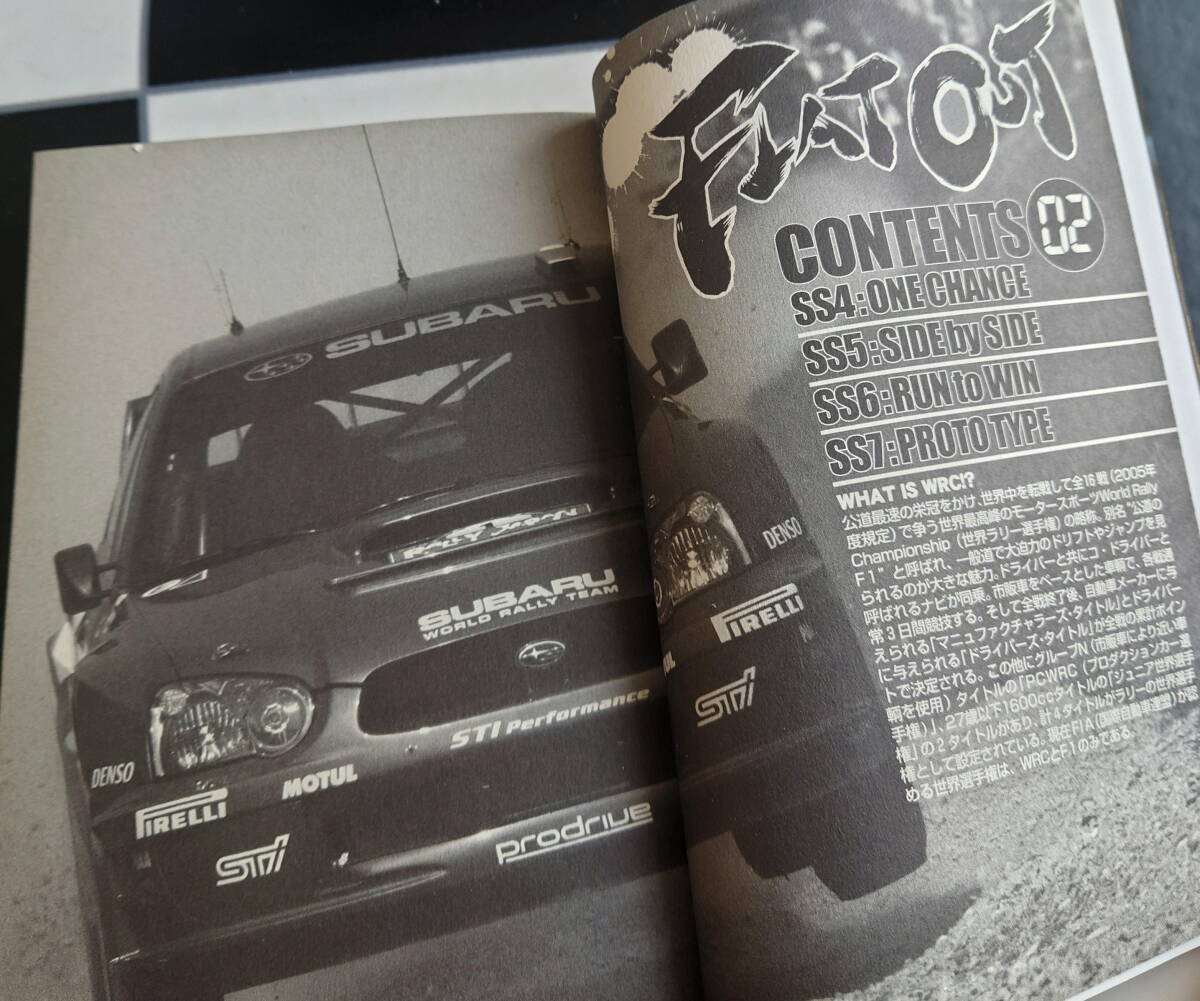 SUBARU
RALLY JAPAN
SUBARU
WORLD RALLY TEAM
STI Performance
DENSO
MOTUL
PIRELLI
STI
prodrive
FLAT OUT
CONTENTS 02
SS4:ONE CHANCE
SS5:SIDE by SIDE
SS6:RUN to WIN
SS7:PROTO TYPE
DENSO
PIRELLI
MOTUL
STI
WHAT IS WRC!?
公道最速の栄冠をかけ、世界中を転戦して全16戦(2005年
度規定)で争う世界最高峰のモータースポーツWorld Rally
Championship(世界ラリー選手権)の略称。別名“公道の
F1”と呼ばれ、一般道で大迫力のドリフトやジャンプを見
られるのが大きな魅力。ドライバーと共にコ・ドライバーと
呼ばれるナビが同乗。市販車をベースとした車輌で、各戦通
常3日間競技する。そして全戦終了後、自動車メーカーに与
えられる「マニュファクチャラーズ・タイトル」とドライバー
に与えられる「ドライバーズ・タイトル」が全戦の累計ポイン
トで決定される。この他にグループN(市販車により近い車
輌を使用)タイトルの「PCWRC(プロダクションカー選
手権)」、27歳以下1600ccタイトルの「ジュニア世界選手
権」の2タイトルがあり、計4タイトルがラリーの世界選手
権として設定されている。現在FIA(国際自動車連盟)が定
める世界選手権は、WRCとF1のみである。